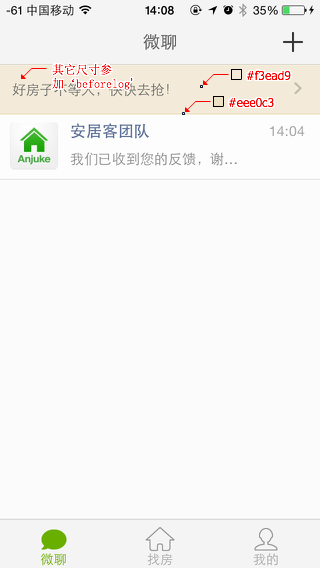 -61 中国移动 14:08 35%
微聊
其它尺寸参
加《beforelog》
#f3ead9
好房子不等人，快快去抢！
#eee0c3
安居客团队 14:04
Anjuke
我们已收到您的反馈，谢...
微聊 找房 我的